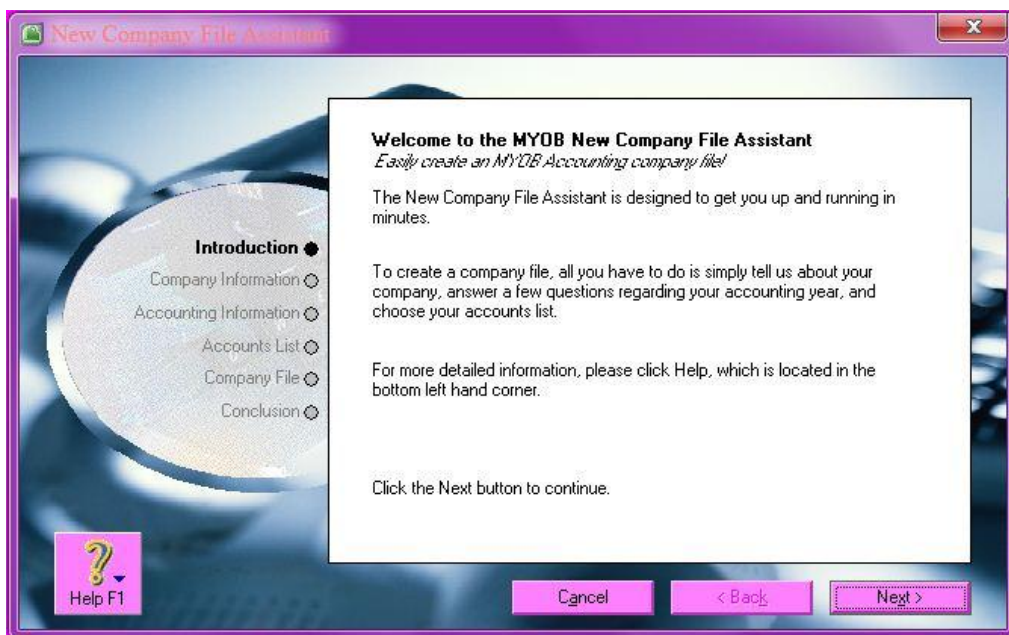 New Company File Assistant
X
Welcome to the MYOB New Company File Assistant
Easily create an MYOB Accounting company file!
The New Company File Assistant is designed to get you up and running in
minutes.
To create a company file, all you have to do is simply tell us about your
company, answer a few questions regarding your accounting year, and
choose your accounts list.
For more detailed information, please click Help, which is located in the
bottom left hand corner.
Click the Next button to continue.
Introduction
Company Information
Accounting Information
Accounts List
Company File
Conclusion
Help F1
Cancel
< Back
Next >